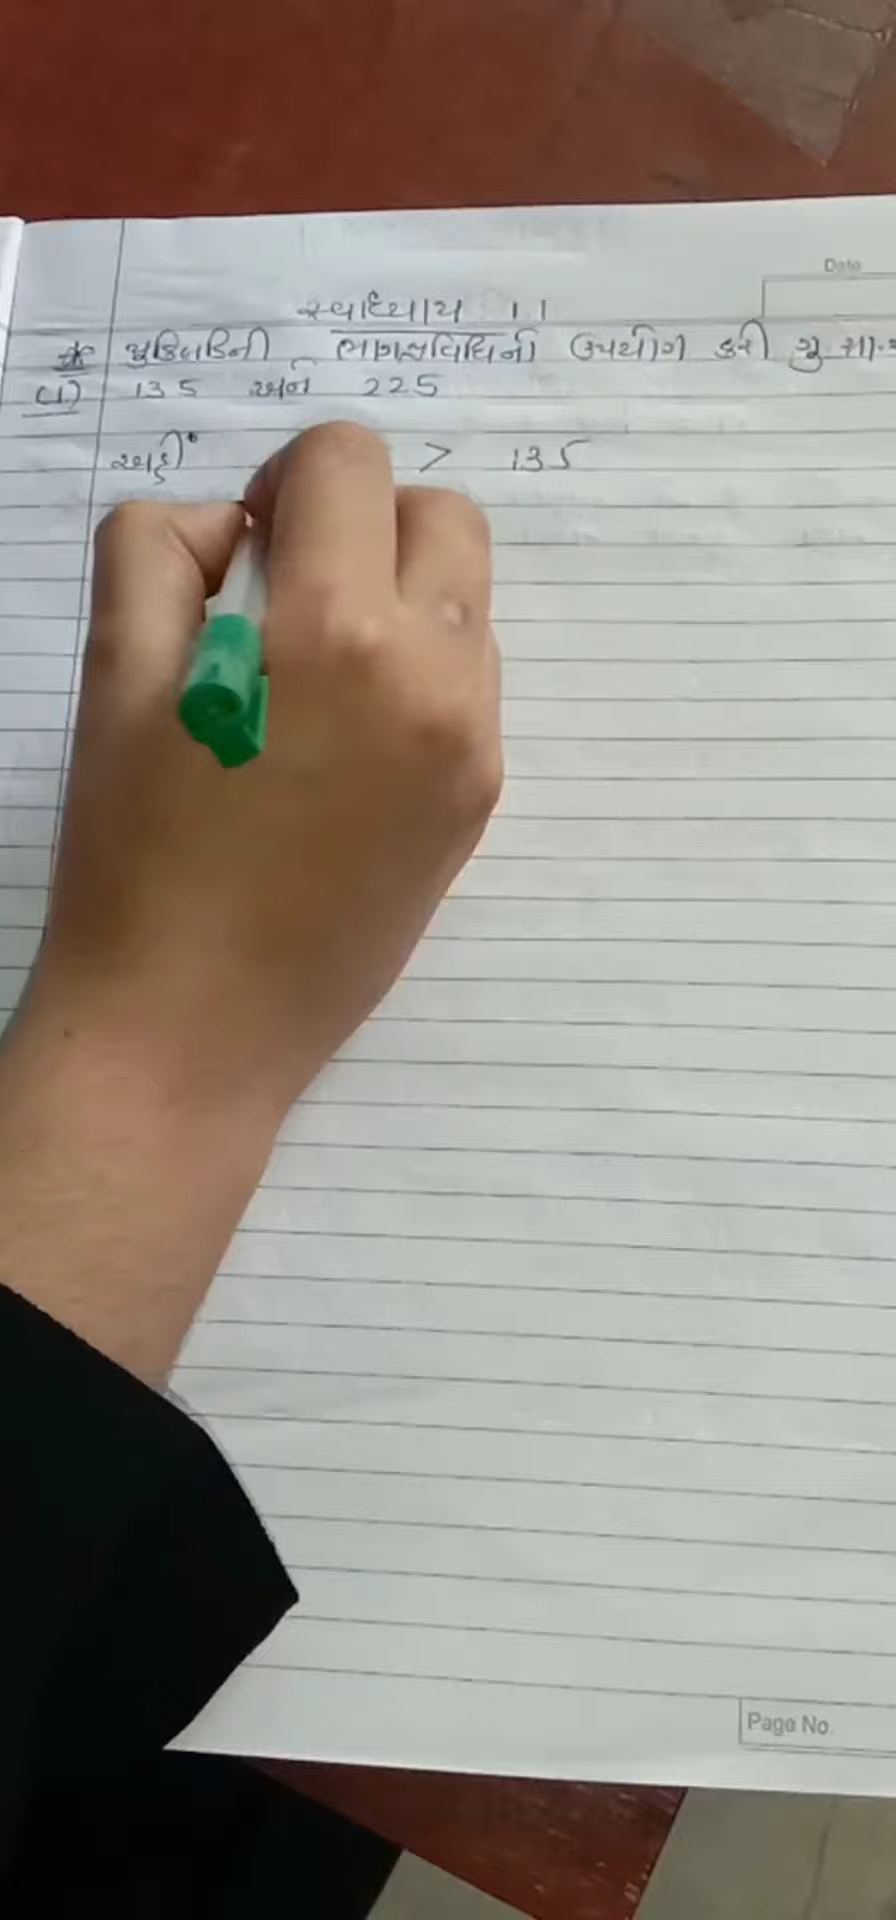 Date
સ્વાધ્યાય 1.1
* યુક્લિડની ભાગાકારવિધિનો ઉપયોગ કરી ગુ.સા.
(1) 135 અને 225
અહીં > 135
Page No.